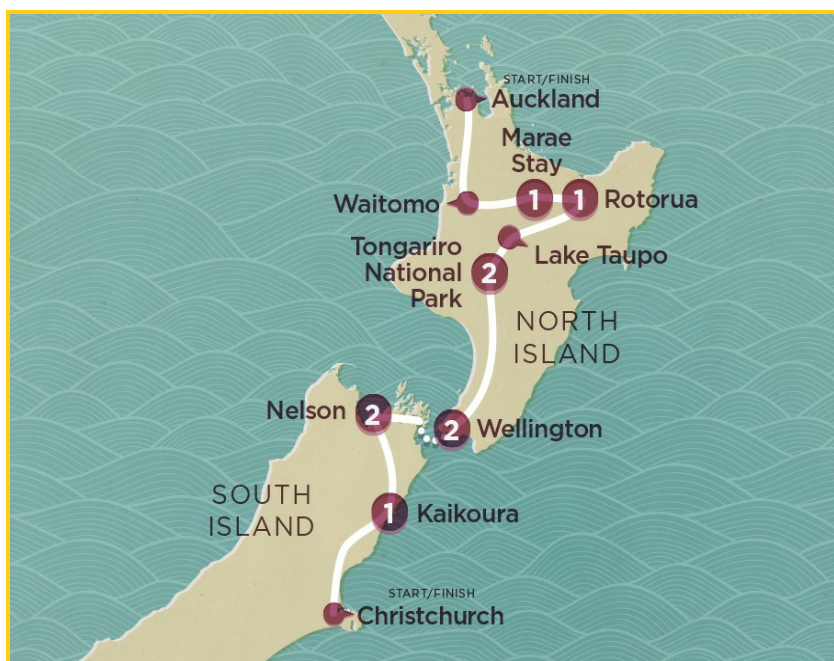 START/FINISH
Auckland
Marae
Stay
Waitomo
1
1
Rotorua
Tongariro
National
Park
2
Lake Taupo
NORTH
ISLAND
Nelson
2
2
Wellington
SOUTH
ISLAND
1
Kaikoura
START/FINISH
Christchurch